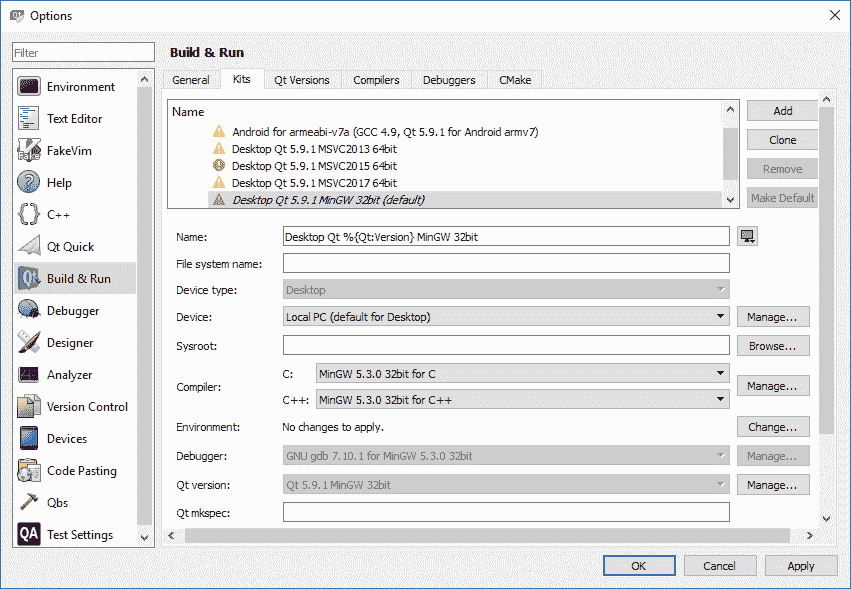 Options
Filter
Environment
Text Editor
FakeVim
Help
C++
Qt Quick
Build & Run
Debugger
Designer
Analyzer
Version Control
Devices
Code Pasting
Qbs
QA Test Settings
Build & Run
General Kits Qt Versions Compilers Debuggers CMake
Name
Android for armeabi-v7a (GCC 4.9, Qt 5.9.1 for Android armv7)
Desktop Qt 5.9.1 MSVC2013 64bit
Desktop Qt 5.9.1 MSVC2015 64bit
Desktop Qt 5.9.1 MSVC2017 64bit
Desktop Qt 5.9.1 MinGW 32bit (default)
Add
Clone
Remove
Make Default
Name: Desktop Qt %{Qt:Version} MinGW 32bit
File system name:
Device type: Desktop
Device: Local PC (default for Desktop) Manage...
Sysroot: Browse...
Compiler: C: MinGW 5.3.0 32bit for C
C++: MinGW 5.3.0 32bit for C++ Manage...
Environment: No changes to apply. Change...
Debugger: GNU gdb 7.10.1 for MinGW 5.3.0 32bit Manage...
Qt version: Qt 5.9.1 MinGW 32bit Manage...
Qt mkspec:
OK Cancel Apply